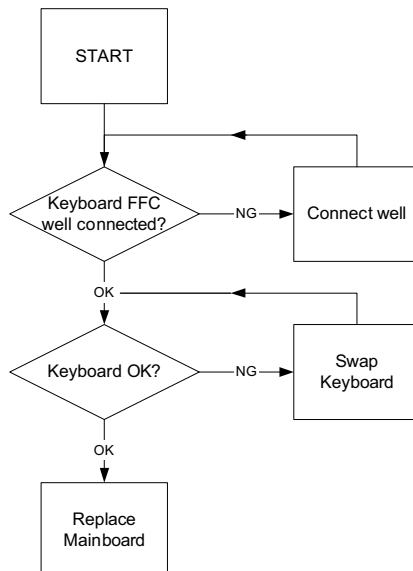 START
Keyboard FFC
well connected?
NG
Connect well
OK
Keyboard OK?
NG
Swap
Keyboard
OK
Replace
Mainboard